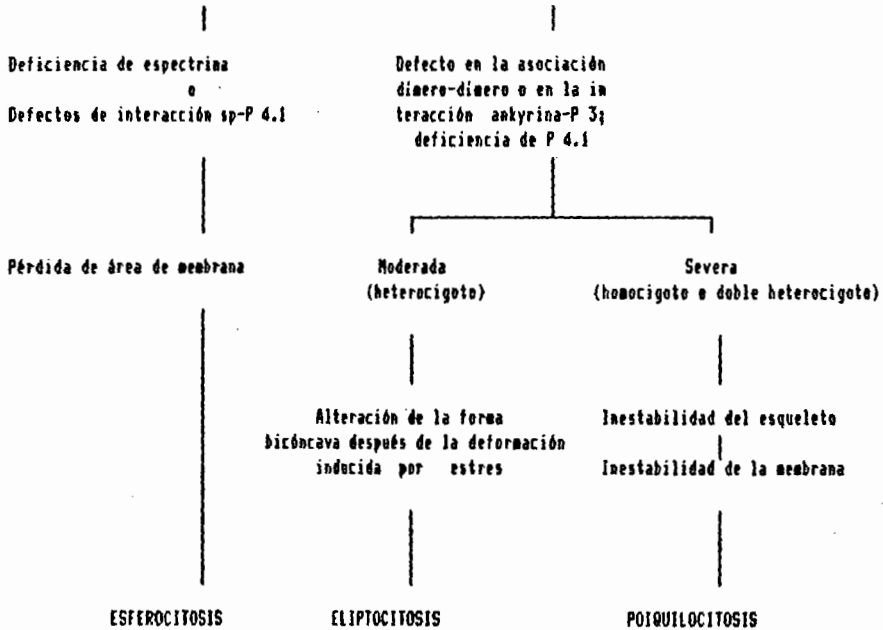 Deficiencia de espectrina
o
Defectos de interacción sp-P 4.1
Defecto en la asociación
dímero-dímero o en la in
teracción ankyrina-P 3;
deficiencia de P 4.1
Pérdida de área de membrana
Moderada
(heterocigoto)
Severa
(homocigoto o doble heterocigoto)
Alteración de la forma
bicóncava después de la deformación
inducida por estres
Inestabilidad del esqueleto
Inestabilidad de la membrana
ESFEROCITOSIS
ELIPTOCITOSIS
POIQUILOCITOSIS